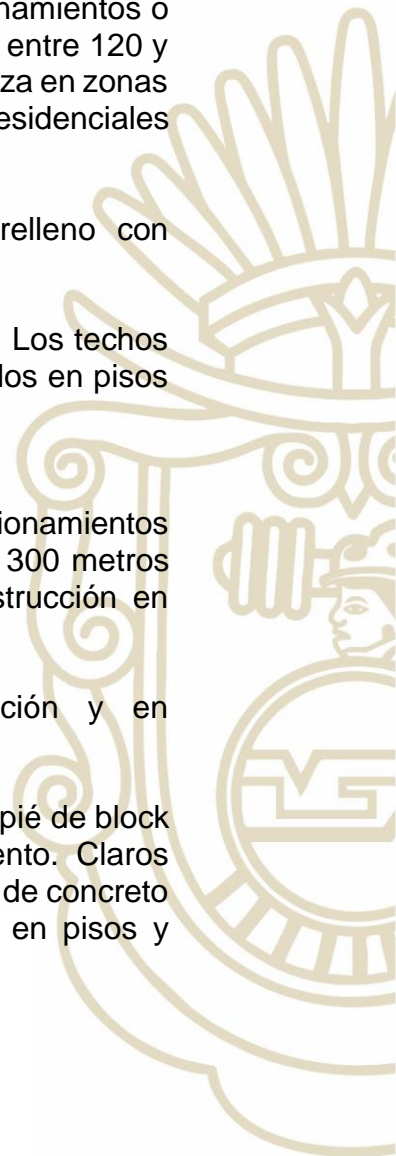 namientos o
entre 120 y
za en zonas
esidenciales
relleno con
Los techos
los en pisos
ionamientos
300 metros
strucción en
ción y en
pié de block
ento. Claros
de concreto
en pisos y